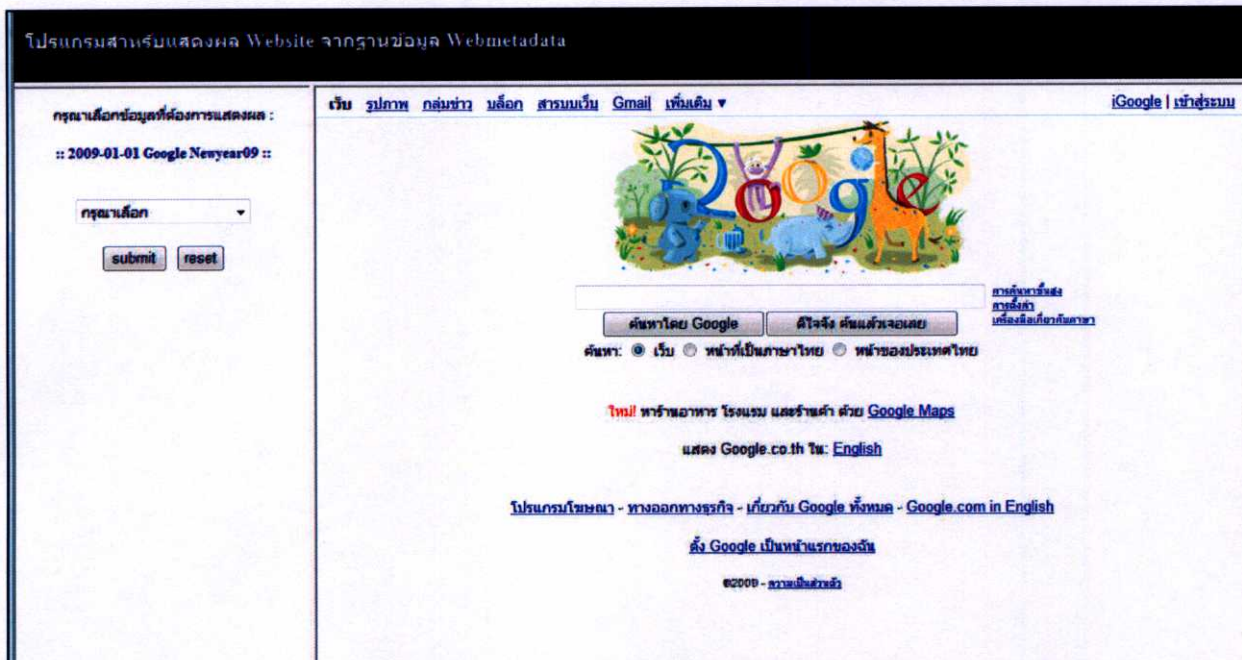 โปรแกรมสำหรับแสดงผล Website จากฐานข้อมูล Webmetadata
กรุณาเลือกข้อมูลที่ต้องการแสดงผล :
:: 2009-01-01 Google Newyear09 ::
กรุณาเลือก
submit reset
เว็บ รูปภาพ กลุ่มข่าว บล็อก สารบบเว็บ Gmail เพิ่มเติม ▼
iGoogle | เข้าสู่ระบบ
Google
การค้นหาขั้นสูง
การตั้งค่า
เครื่องมือเกี่ยวกับภาษา
ค้นหาโดย Google ดีใจจัง ค้นแล้วเจอเลย
ค้นหา: เว็บ หน้าที่เป็นภาษาไทย หน้าของประเทศไทย
ใหม่! หาร้านอาหาร โรงแรม และร้านค้า ด้วย Google Maps
แสดง Google.co.th ใน: English
โปรแกรมโฆษณา - ทางออกทางธุรกิจ - เกี่ยวกับ Google ทั้งหมด - Google.com in English
ตั้ง Google เป็นหน้าแรกของฉัน
©2009 - ความเป็นส่วนตัว